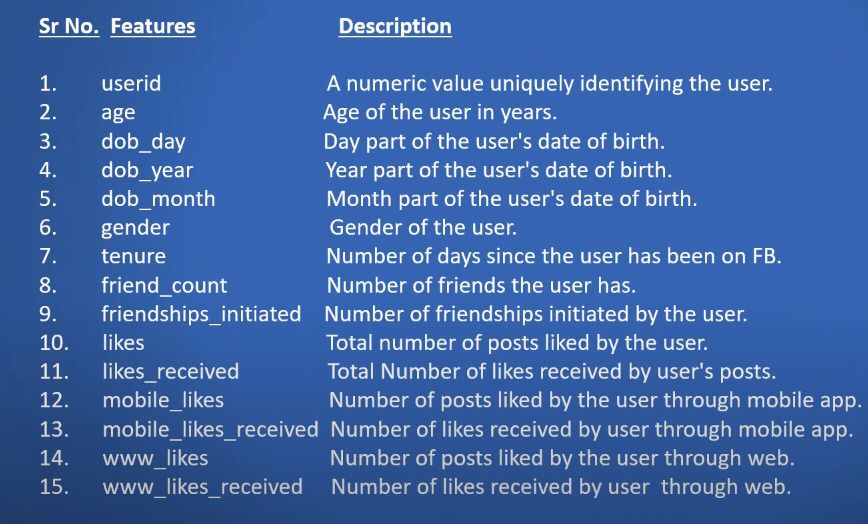 Sr No. Features Description
1. userid A numeric value uniquely identifying the user.
2. age Age of the user in years.
3. dob_day Day part of the user's date of birth.
4. dob_year Year part of the user's date of birth.
5. dob_month Month part of the user's date of birth.
6. gender Gender of the user.
7. tenure Number of days since the user has been on FB.
8. friend_count Number of friends the user has.
9. friendships_initiated Number of friendships initiated by the user.
10. likes Total number of posts liked by the user.
11. likes_received Total Number of likes received by user's posts.
12. mobile_likes Number of posts liked by the user through mobile app.
13. mobile_likes_received Number of likes received by user through mobile app.
14. www_likes Number of posts liked by the user through web.
15. www_likes_received Number of likes received by user through web.